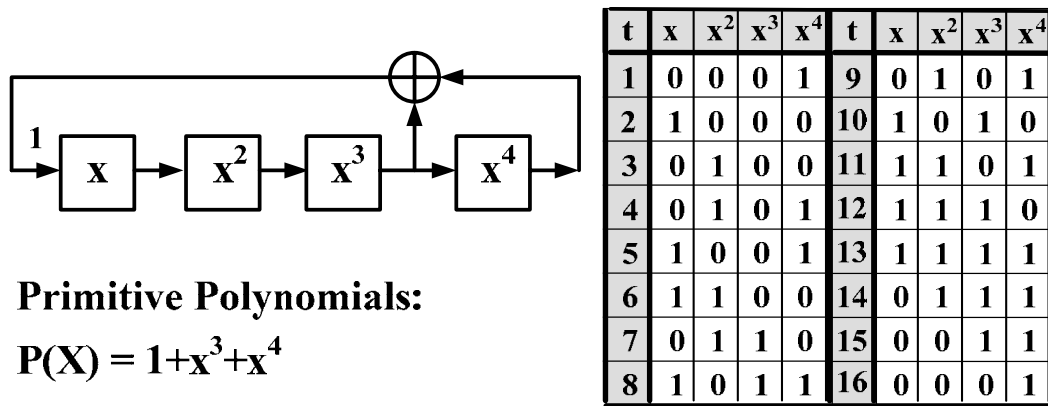 1
x x² x³ x⁴
Primitive Polynomials:
P(X) = 1+x³+x⁴
t x x² x³ x⁴ t x x² x³ x⁴
1 0 0 0 1 9 0 1 0 1
2 1 0 0 0 10 1 0 1 0
3 0 1 0 0 11 1 1 0 1
4 0 1 0 1 12 1 1 1 0
5 1 0 0 1 13 1 1 1 1
6 1 1 0 0 14 0 1 1 1
7 0 1 1 0 15 0 0 1 1
8 1 0 1 1 16 0 0 0 1